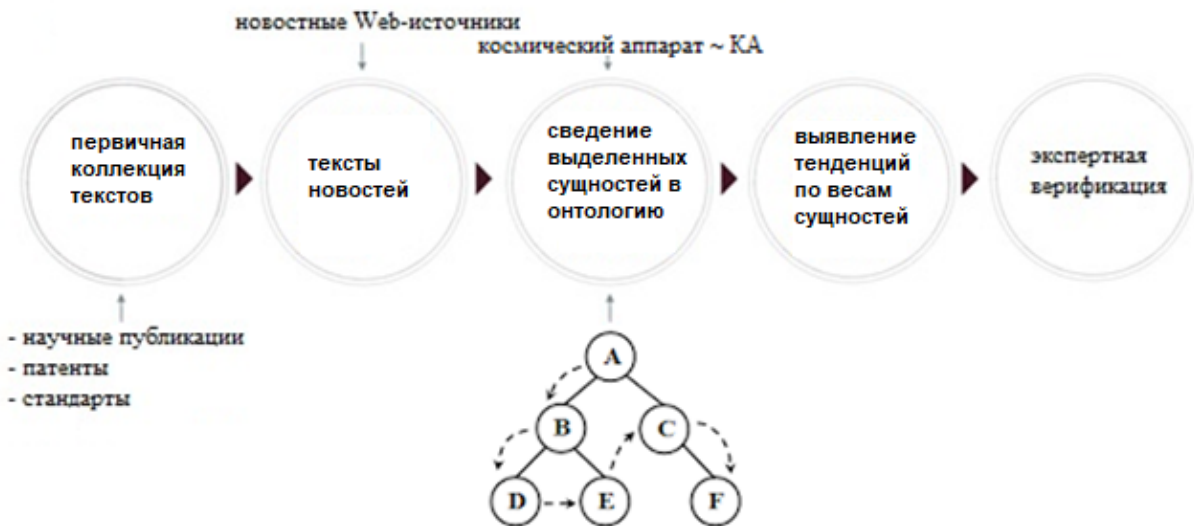 новостные Web-источники
космический аппарат ~ КА
первичная
коллекция
текстов
тексты
новостей
сведение
выделенных
сущностей в
онтологию
выявление
тенденций
по весам
сущностей
экспертная
верификация
- научные публикации
- патенты
- стандарты
A
B
C
D
E
F